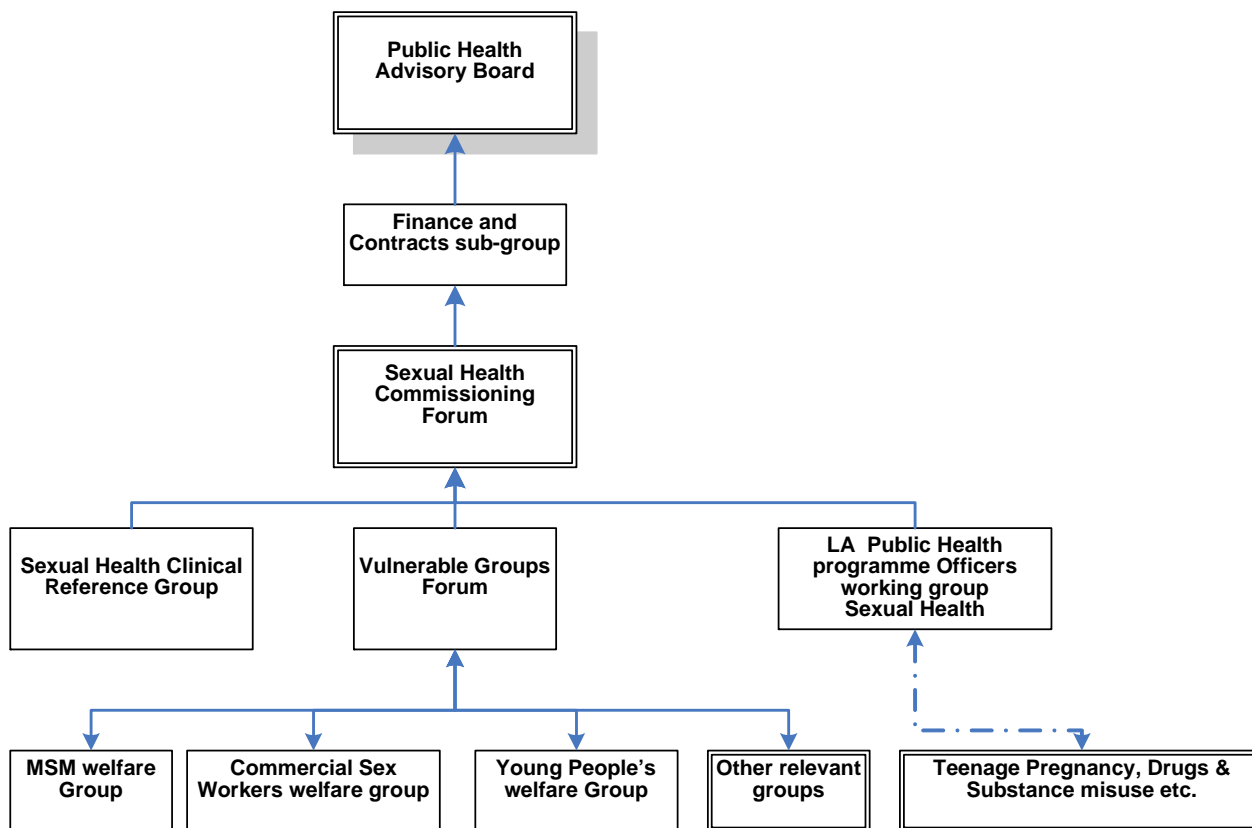 Public Health
Advisory Board
Finance and
Contracts sub-group
Sexual Health
Commissioning
Forum
Sexual Health Clinical
Reference Group
Vulnerable Groups
Forum
LA  Public Health
programme Officers
working group
Sexual Health
MSM welfare
Group
Commercial Sex
Workers welfare group
Young People’s
welfare Group
Other relevant
groups
Teenage Pregnancy, Drugs &
Substance misuse etc.